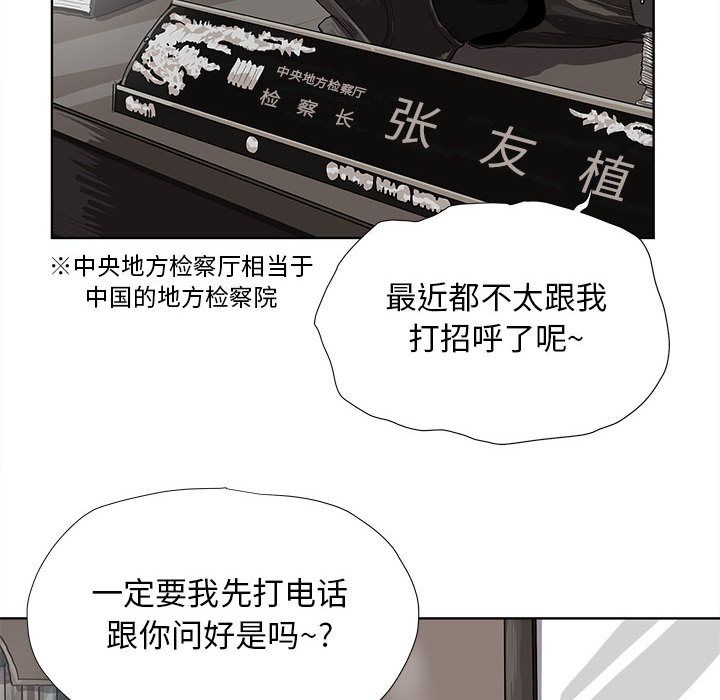 中央地方检察厅
检察长
张友植
※中央地方检察厅相当于
中国的地方检察院
最近都不太跟我
打招呼了呢~
一定要我先打电话
跟你问好是吗~?